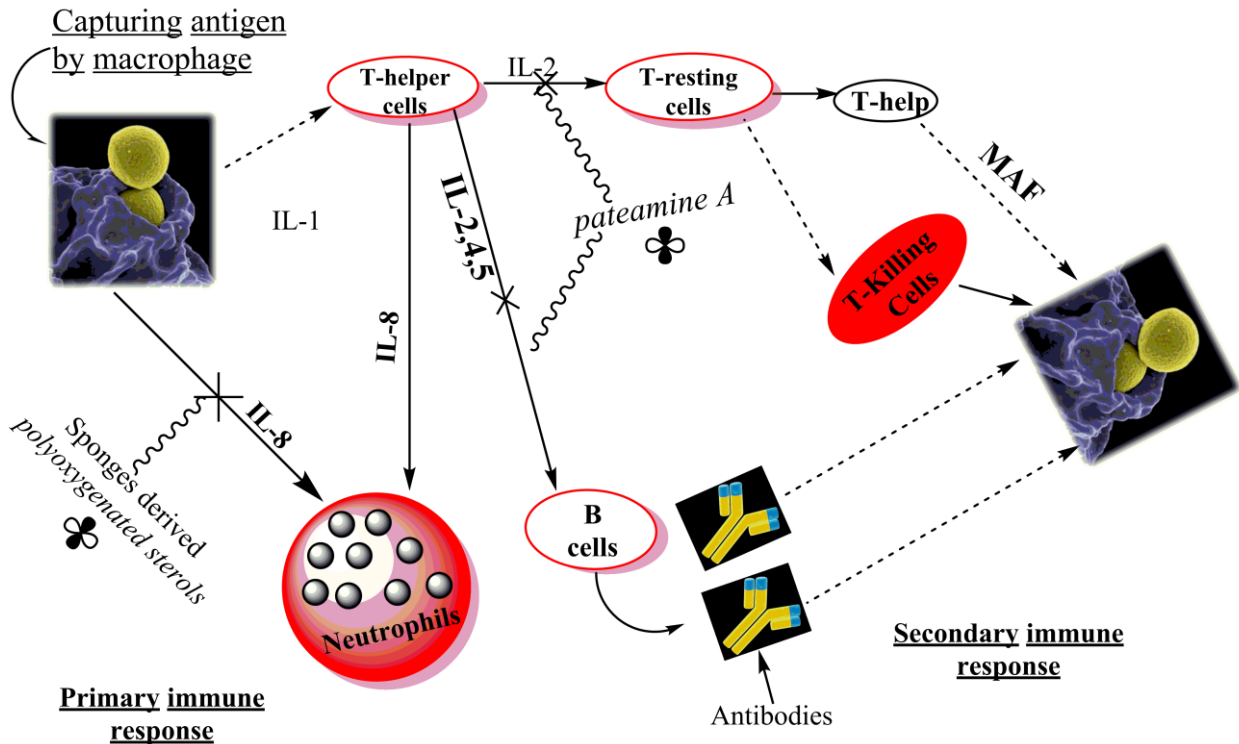 Capturing antigen
by macrophage
T-helper
cells
IL-2
T-resting
cells
T-help
MAF
IL-1
IL-8
IL-2,4,5
pateamine A
T-Killing
Cells
IL-8
Sponges derived
polyoxygenated sterols
Neutrophils
B
cells
Antibodies
Primary immune
response
Secondary immune
response